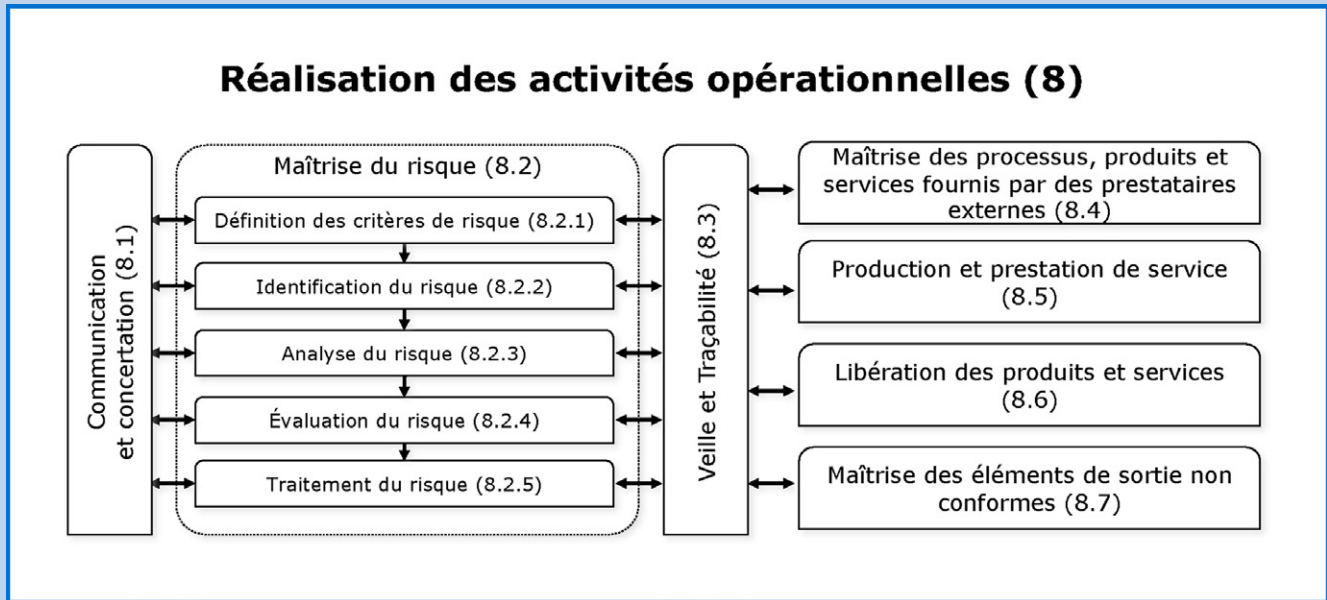 Réalisation des activités opérationnelles (8)
Communication
et concertation (8.1)
Maîtrise du risque (8.2)
Définition des critères de risque (8.2.1)
Identification du risque (8.2.2)
Analyse du risque (8.2.3)
Évaluation du risque (8.2.4)
Traitement du risque (8.2.5)
Veille et Traçabilité (8.3)
Maîtrise des processus, produits et
services fournis par des prestataires
externes (8.4)
Production et prestation de service
(8.5)
Libération des produits et services
(8.6)
Maîtrise des éléments de sortie non
conformes (8.7)